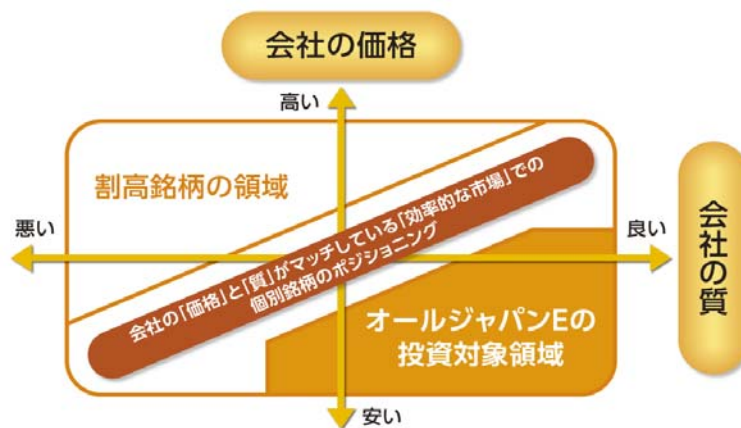 会社の価格
高い
割高銘柄の領域
会社の「価格」と「質」がマッチしている「効率的な市場」での
個別銘柄のポジショニング
悪い
良い
会社の質
オールジャパンEの
投資対象領域
安い